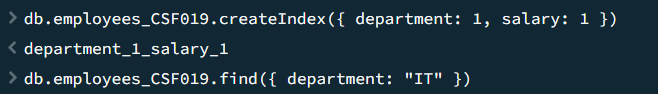 > db.employees_CSF019.createIndex({ department: 1, salary: 1 })
< department_1_salary_1
> db.employees_CSF019.find({ department: "IT" })